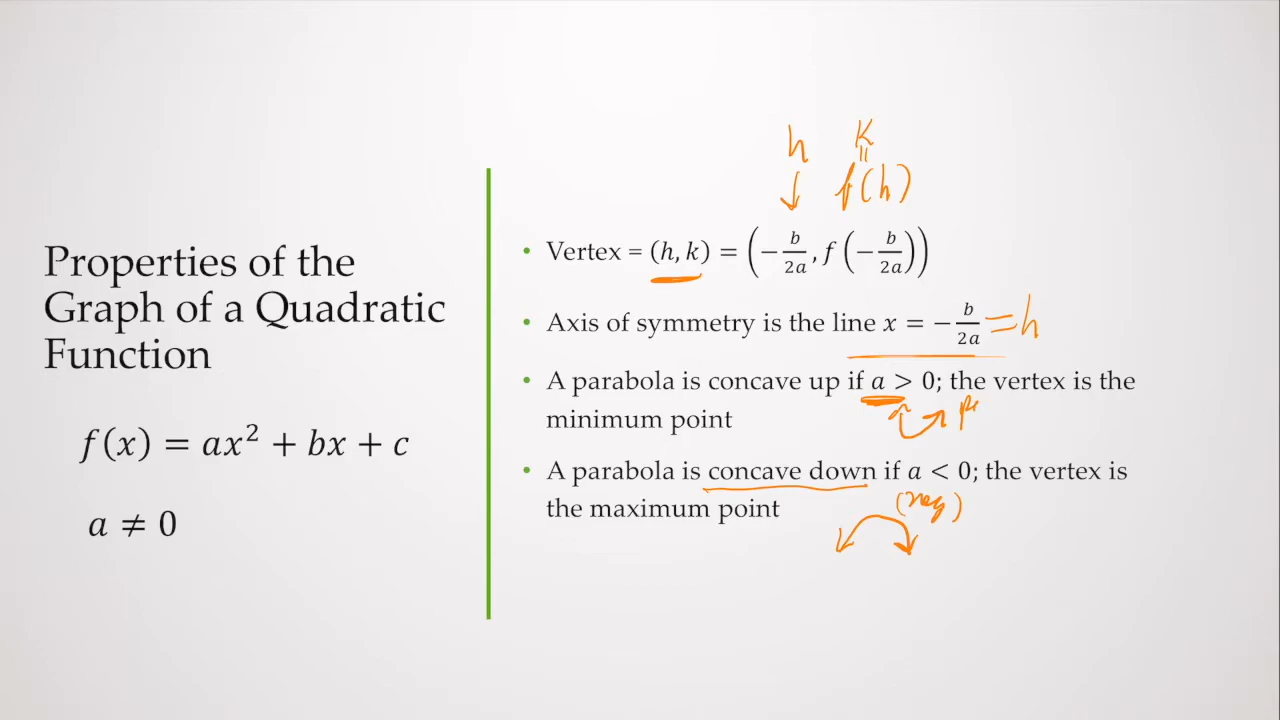 Properties of the
Graph of a Quadratic
Function
f(x) = ax² + bx + c
a ≠ 0
h K
=
f(h)
• Vertex = (h, k) = (−b/2a, f(−b/2a))
• Axis of symmetry is the line x = −b/2a = h
• A parabola is concave up if a > 0; the vertex is the
minimum point
• A parabola is concave down if a < 0; the vertex is
the maximum point
(neg)